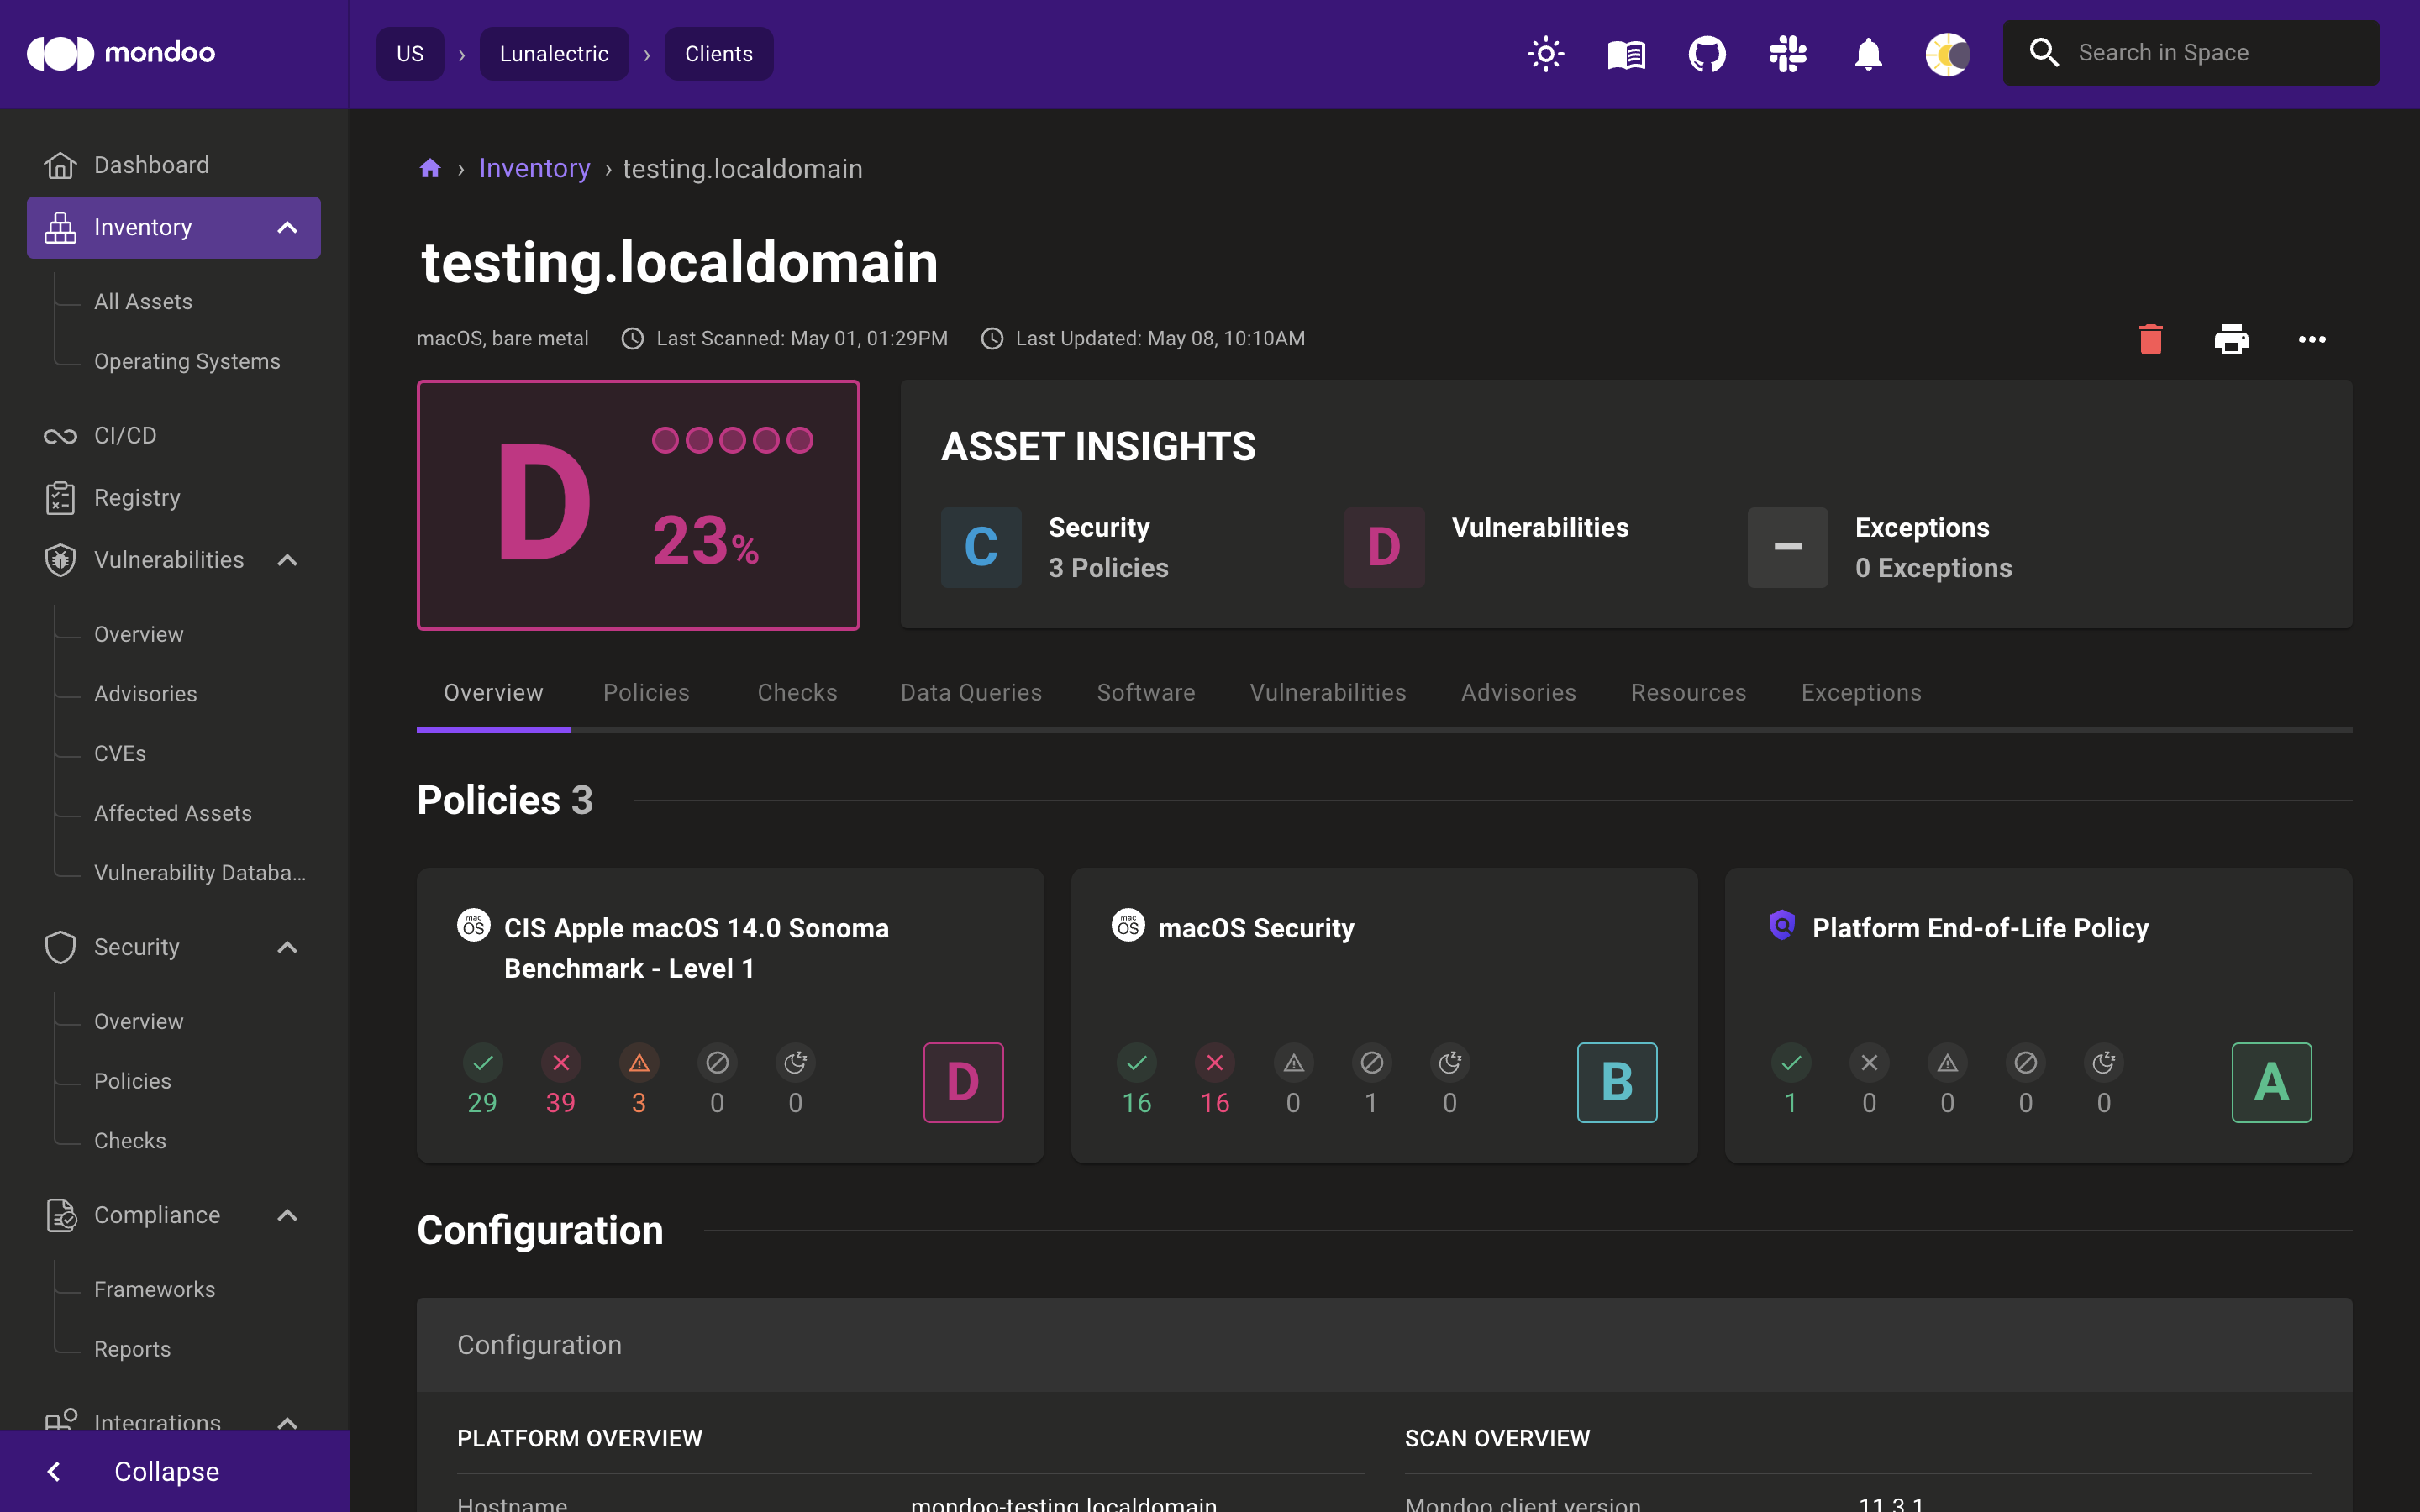 mondoo
US › Lunalectric › Clients
Search in Space
Dashboard
Inventory
All Assets
Operating Systems
CI/CD
Registry
Vulnerabilities
Overview
Advisories
CVEs
Affected Assets
Vulnerability Databa...
Security
Overview
Policies
Checks
Compliance
Frameworks
Reports
Integrations
Collapse
› Inventory › testing.localdomain
testing.localdomain
macOS, bare metal Last Scanned: May 01, 01:29PM Last Updated: May 08, 10:10AM
D
23%
ASSET INSIGHTS
C Security
3 Policies
D Vulnerabilities
Exceptions
0 Exceptions
Overview Policies Checks Data Queries Software Vulnerabilities Advisories Resources Exceptions
Policies 3
mac OS
CIS Apple macOS 14.0 Sonoma
Benchmark - Level 1
29 39 3 0 0 D
mac OS
macOS Security
16 16 0 1 0 B
Platform End-of-Life Policy
1 0 0 0 0 A
Configuration
Configuration
PLATFORM OVERVIEW
Hostname mondoo-testing.localdomain
SCAN OVERVIEW
Mondoo client version 11.3.1